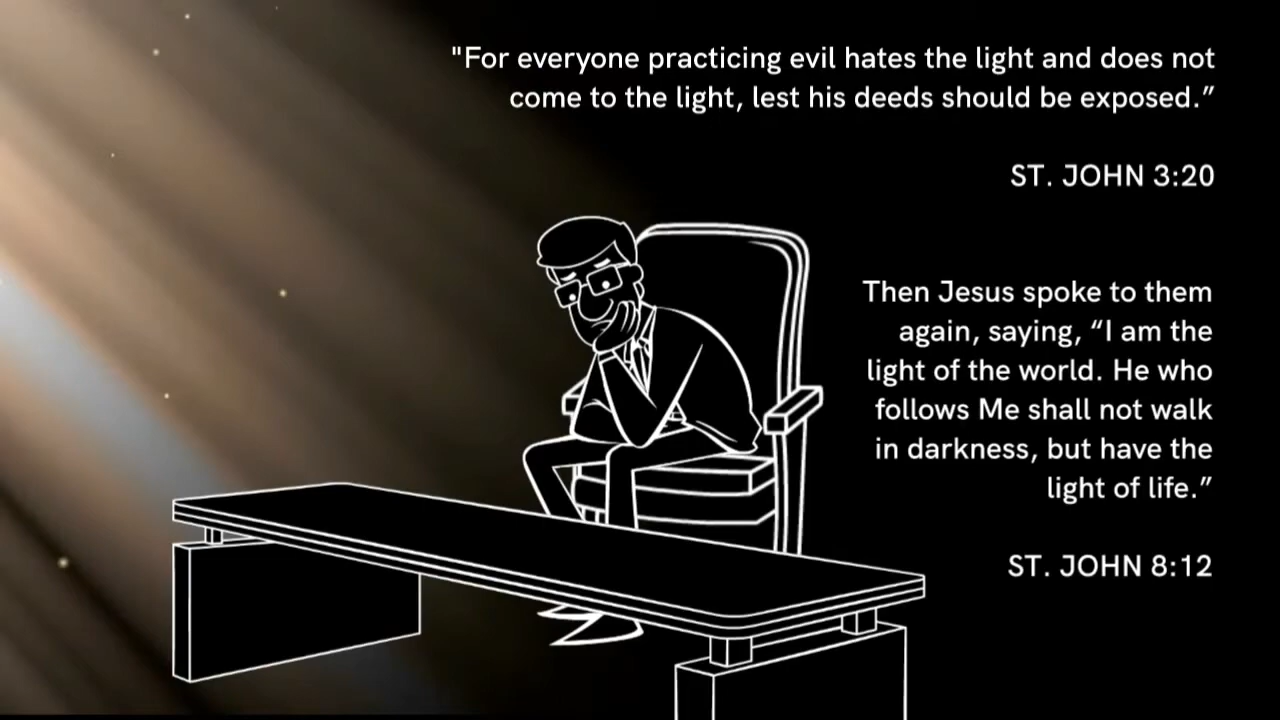 "For everyone practicing evil hates the light and does not
come to the light, lest his deeds should be exposed.”
ST. JOHN 3:20
Then Jesus spoke to them
again, saying, “I am the
light of the world. He who
follows Me shall not walk
in darkness, but have the
light of life.”
ST. JOHN 8:12